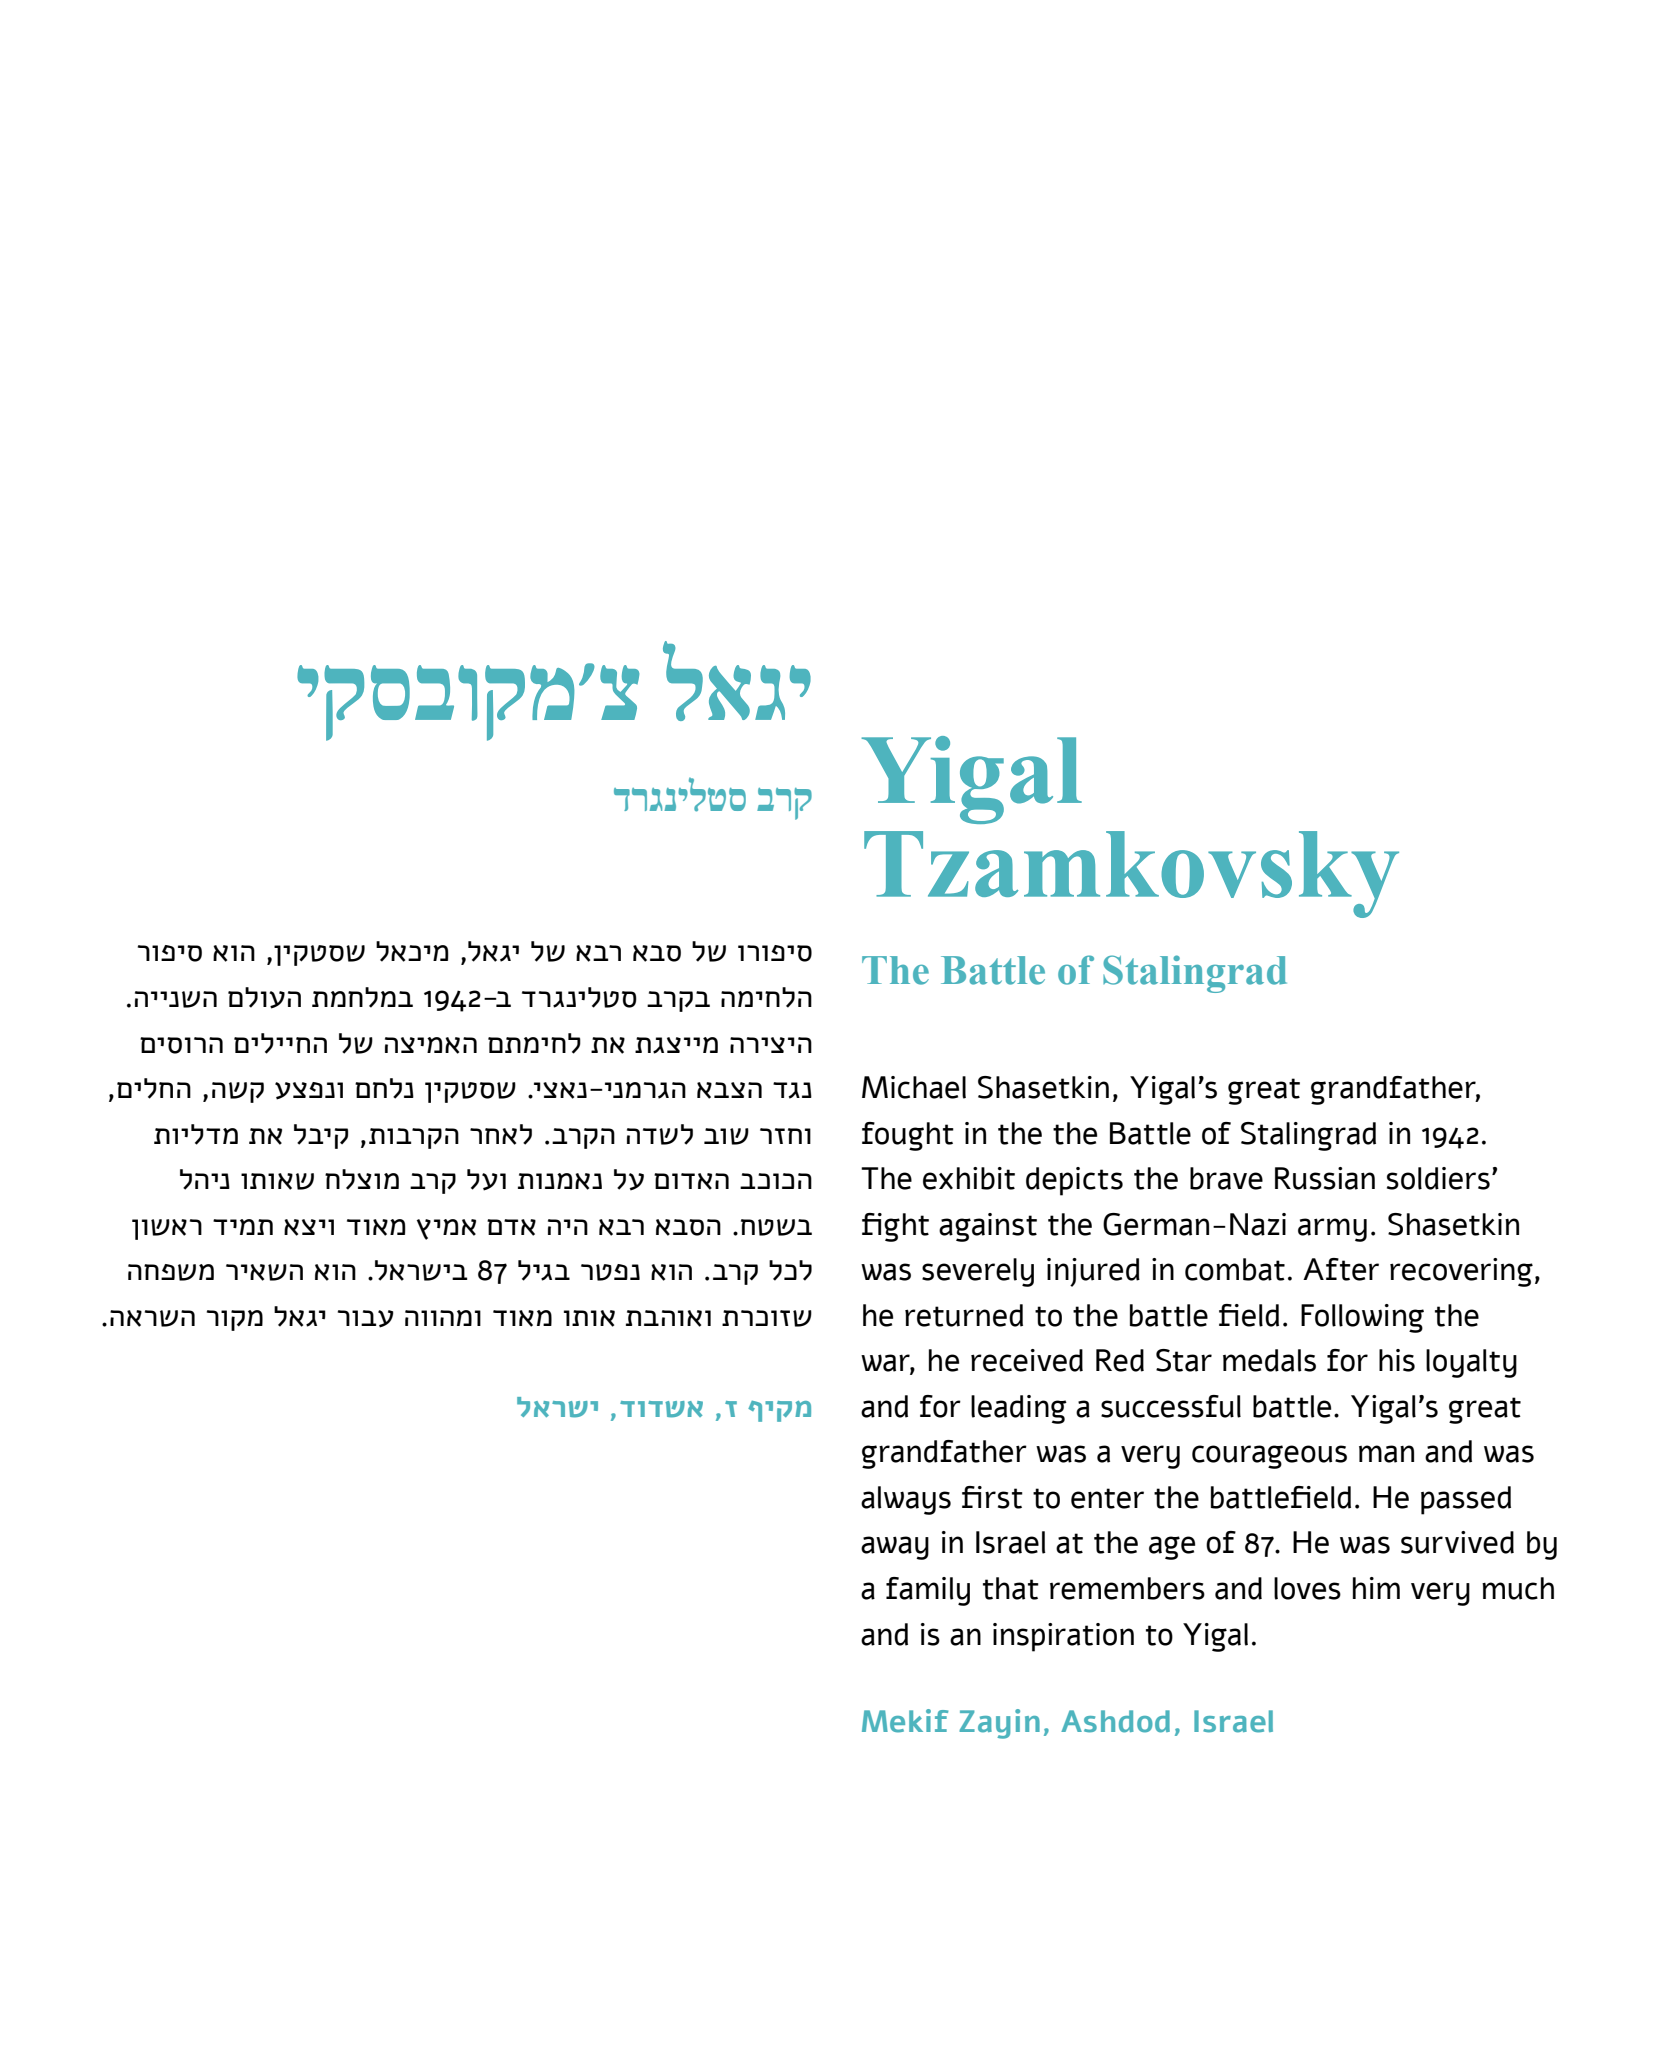 יגאל צ'מקובסקי
קרב סטלינגרד
סיפורו של סבא רבא של יגאל, מיכאל שסטקין, הוא סיפור
הלחימה בקרב סטלינגרד ב-1942 במלחמת העולם השנייה.
היצירה מייצגת את לחימתם האמיצה של החיילים הרוסים
נגד הצבא הגרמני-נאצי. שסטקין נלחם ונפצע קשה, החלים,
וחזר שוב לשדה הקרב. לאחר הקרבות, קיבל את מדליות
הכוכב האדום על נאמנות ועל קרב מוצלח שאותו ניהל
בשטח. הסבא רבא היה אדם אמיץ מאוד ויצא תמיד ראשון
לכל קרב. הוא נפטר בגיל 87 בישראל. הוא השאיר משפחה
שזוכרת ואוהבת אותו מאוד ומהווה עבור יגאל מקור השראה.
מקיף ז, אשדוד, ישראל
Yigal
Tzamkovsky
The Battle of Stalingrad
Michael Shasetkin, Yigal's great grandfather,
fought in the the Battle of Stalingrad in 1942.
The exhibit depicts the brave Russian soldiers'
fight against the German-Nazi army. Shasetkin
was severely injured in combat. After recovering,
he returned to the battle field. Following the
war, he received Red Star medals for his loyalty
and for leading a successful battle. Yigal's great
grandfather was a very courageous man and was
always first to enter the battlefield. He passed
away in Israel at the age of 87. He was survived by
a family that remembers and loves him very much
and is an inspiration to Yigal.
Mekif Zayin, Ashdod, Israel